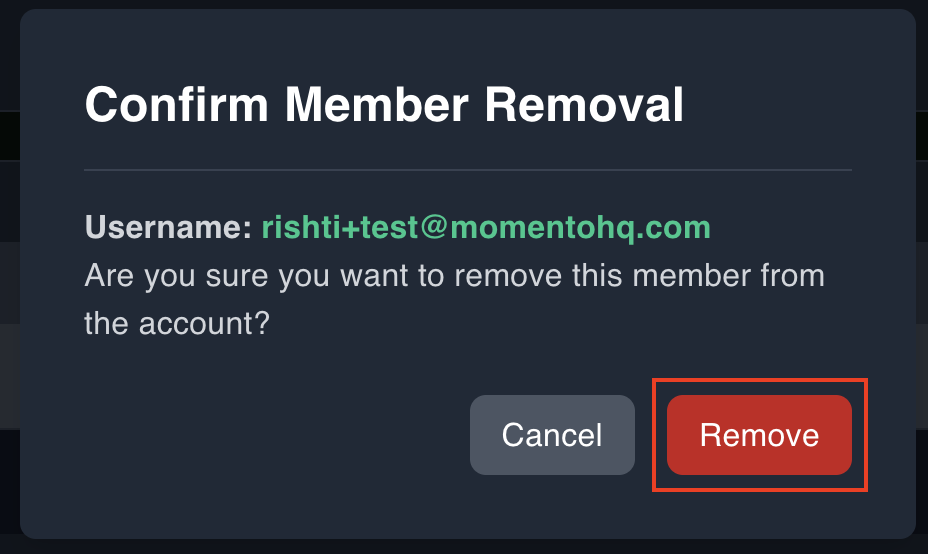 Confirm Member Removal
Username: rishti+test@momentohq.com
Are you sure you want to remove this member from
the account?
Cancel
Remove